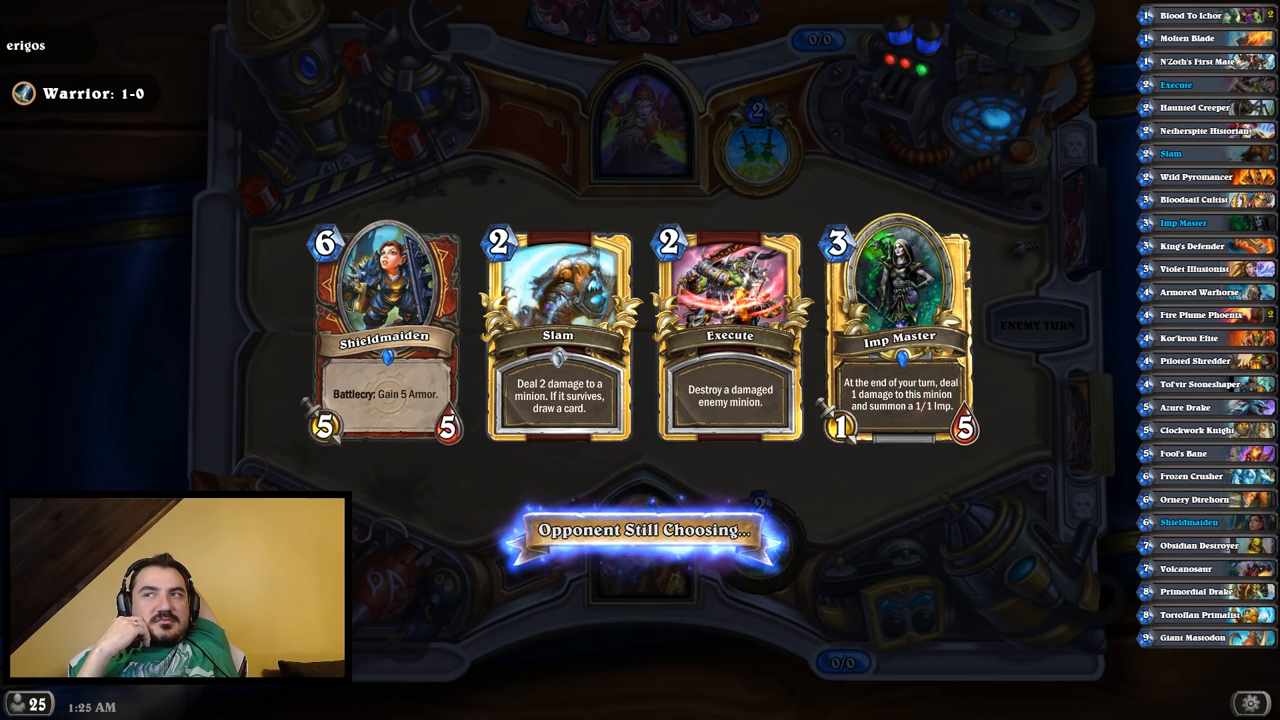 erigos
Warrior: 1-0
0/0
2
ENEMY TURN
6
Shieldmaiden
Battlecry: Gain 5 Armor.
5
5
2
Slam
Deal 2 damage to a
minion. If it survives,
draw a card.
2
Execute
Destroy a damaged
enemy minion.
3
Imp Master
At the end of your turn, deal
1 damage to this minion
and summon a 1/1 Imp.
1
5
Opponent Still Choosing...
2
0/0
25
1:25 AM
1 Blood To Ichor 2
1 Molten Blade
1 N'Zoth's First Mate
2 Execute
2 Haunted Creeper
2 Netherspite Historian
2 Slam
2 Wild Pyromancer
3 Bloodsail Cultist
3 Imp Master
3 King's Defender
3 Violet Illusionist
4 Armored Warhorse
4 Fire Plume Phoenix 2
4 Kor'kron Elite
4 Piloted Shredder
4 Tol'vir Stoneshaper
5 Azure Drake
5 Clockwork Knight
5 Fool's Bane
6 Frozen Crusher
6 Ornery Direhorn
6 Shieldmaiden
7 Obsidian Destroyer
7 Volcanosaur
8 Primordial Drake
8 Tortollan Primalist
9 Giant Mastodon